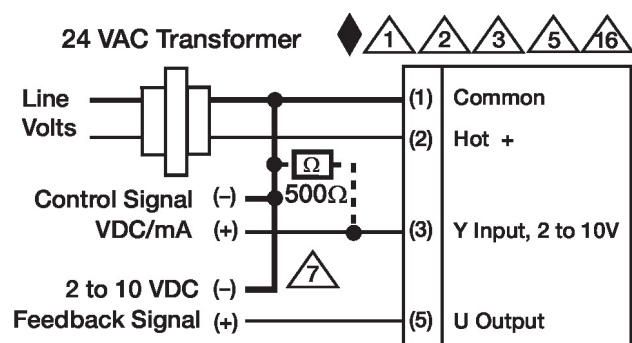 24 VAC Transformer
1 2 3 5 16
Line
Volts
(1) Common
(2) Hot +
Ω
500Ω
Control Signal (–)
VDC/mA (+)
(3) Y Input, 2 to 10V
7
2 to 10 VDC (–)
Feedback Signal (+)
(5) U Output